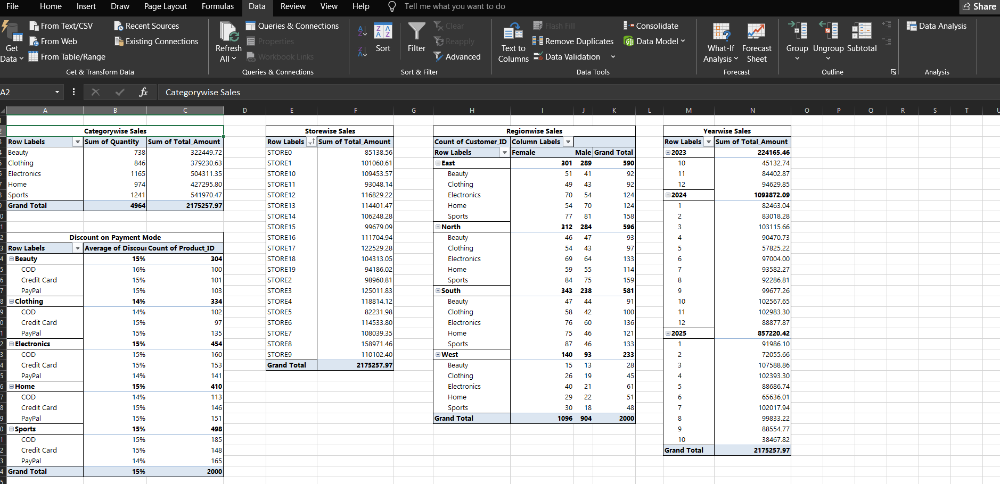 File Home Insert Draw Page Layout Formulas Data Review View Help Tell me what you want to do Share
Get Data
From Text/CSV
From Web
From Table/Range
Recent Sources
Existing Connections
Get & Transform Data
Refresh All
Queries & Connections
Properties
Workbook Links
Queries & Connections
Sort
Filter
Clear
Reapply
Advanced
Sort & Filter
Text to Columns
Flash Fill
Remove Duplicates
Data Validation
Consolidate
Data Model
Data Tools
What-If Analysis
Forecast Sheet
Forecast
Group
Ungroup
Subtotal
Outline
Data Analysis
Analysis
A2 fx Categorywise Sales
A B C D E F G H I J K L M N O P Q R S T U
Categorywise Sales
Row Labels Sum of Quantity Sum of Total_Amount
Beauty 738 322449.72
Clothing 846 379230.63
Electronics 1165 504311.35
Home 974 427295.80
Sports 1241 541970.47
Grand Total 4964 2175257.97
Discount on Payment Mode
Row Labels Average of Discou Count of Product_ID
Beauty 15% 304
COD 16% 100
Credit Card 15% 101
PayPal 15% 103
Clothing 14% 334
COD 14% 102
Credit Card 15% 97
PayPal 15% 135
Electronics 15% 454
COD 15% 160
Credit Card 15% 153
PayPal 14% 141
Home 15% 410
COD 14% 113
Credit Card 15% 146
PayPal 15% 151
Sports 15% 498
COD 15% 185
Credit Card 15% 148
PayPal 14% 165
Grand Total 15% 2000
Storewise Sales
Row Labels Sum of Total_Amount
STORE0 85138.56
STORE1 101060.61
STORE10 109453.57
STORE11 93048.14
STORE12 116829.22
STORE13 114401.47
STORE14 106248.28
STORE15 99679.09
STORE16 111704.94
STORE17 122529.28
STORE18 104313.05
STORE19 94186.02
STORE2 98960.81
STORE3 125011.83
STORE4 118814.12
STORE5 82231.98
STORE6 114533.80
STORE7 108039.35
STORE8 158971.46
STORE9 110102.40
Grand Total 2175257.97
Regionwise Sales
Count of Customer_ID Column Labels
Row Labels Female Male Grand Total
East 301 289 590
Beauty 51 41 92
Clothing 49 43 92
Electronics 70 54 124
Home 54 70 124
Sports 77 81 158
North 312 284 596
Beauty 46 47 93
Clothing 54 43 97
Electronics 69 64 133
Home 59 55 114
Sports 84 75 159
South 343 238 581
Beauty 47 44 91
Clothing 58 42 100
Electronics 76 60 136
Home 75 46 121
Sports 87 46 133
West 140 93 233
Beauty 15 13 28
Clothing 26 19 45
Electronics 40 21 61
Home 29 22 51
Sports 30 18 48
Grand Total 1096 904 2000
Yearwise Sales
Row Labels Sum of Total_Amount
2023 224165.46
10 45132.74
11 84402.87
12 94629.85
2024 1093872.09
1 82463.04
2 83018.28
3 103115.66
4 90470.73
5 57825.22
6 97004.00
7 93582.27
8 92286.81
9 99677.26
10 102567.65
11 102983.30
12 88877.87
2025 857220.42
1 91986.10
2 72055.66
3 107588.86
4 102393.30
5 88686.74
6 65636.01
7 102017.94
8 99833.22
9 88554.77
10 38467.82
Grand Total 2175257.97